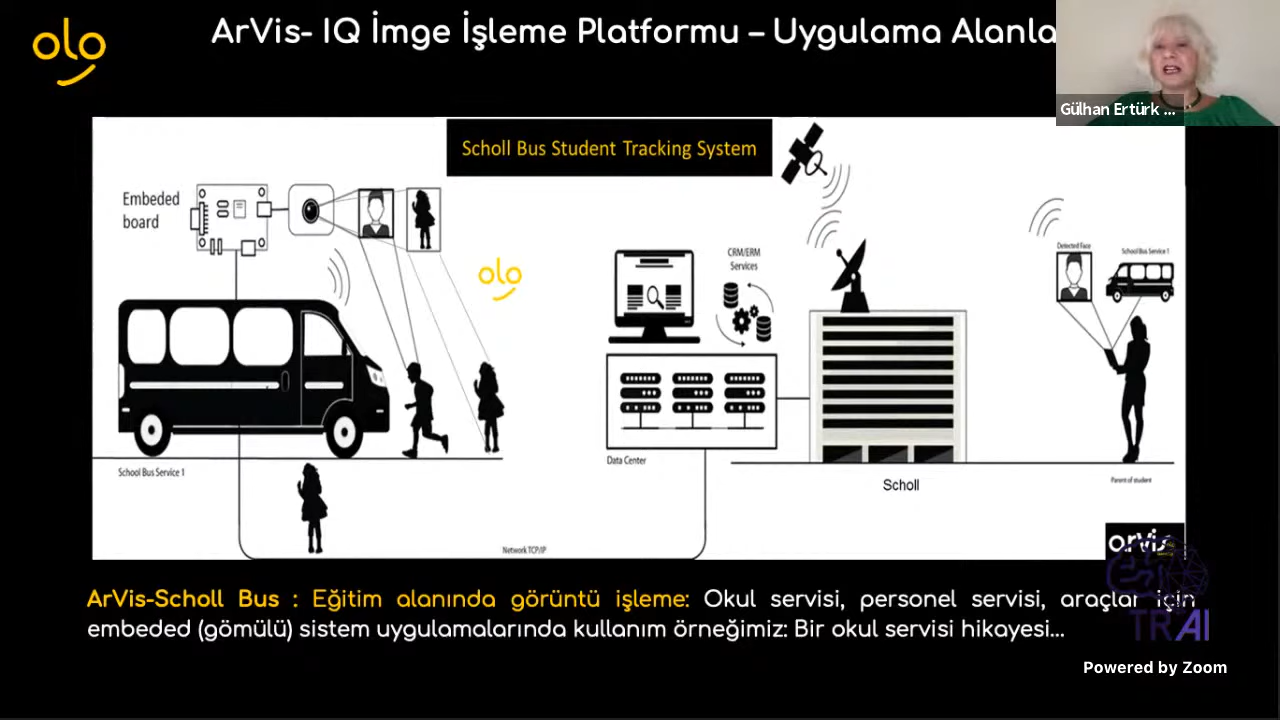 olo
ArVis- IQ İmge İşleme Platformu – Uygulama Alanla
Gülhan Ertürk ...
Scholl Bus Student Tracking System
Embeded
board
olo
CRM/ERM
Services
Detected Face
School Bus Service 1
School Bus Service 1
Data Center
Scholl
Parent of student
Network TCP/IP
arvis
ArVis-Scholl Bus : Eğitim alanında görüntü işleme: Okul servisi, personel servisi, araçlar için
embeded (gömülü) sistem uygulamalarında kullanım örneğimiz: Bir okul servisi hikayesi...
TRAI
Powered by Zoom